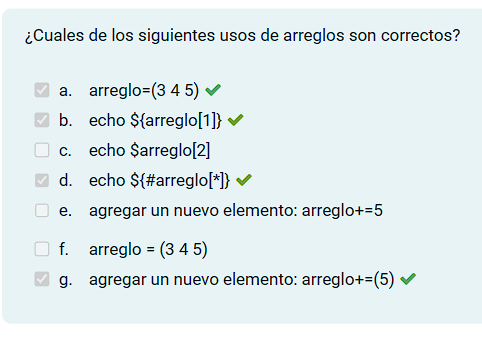 ¿Cuales de los siguientes usos de arreglos son correctos?
a. arreglo=(3 4 5)
b. echo ${arreglo[1]}
c. echo $arreglo[2]
d. echo ${#arreglo[*]}
e. agregar un nuevo elemento: arreglo+=5
f. arreglo = (3 4 5)
g. agregar un nuevo elemento: arreglo+=(5)